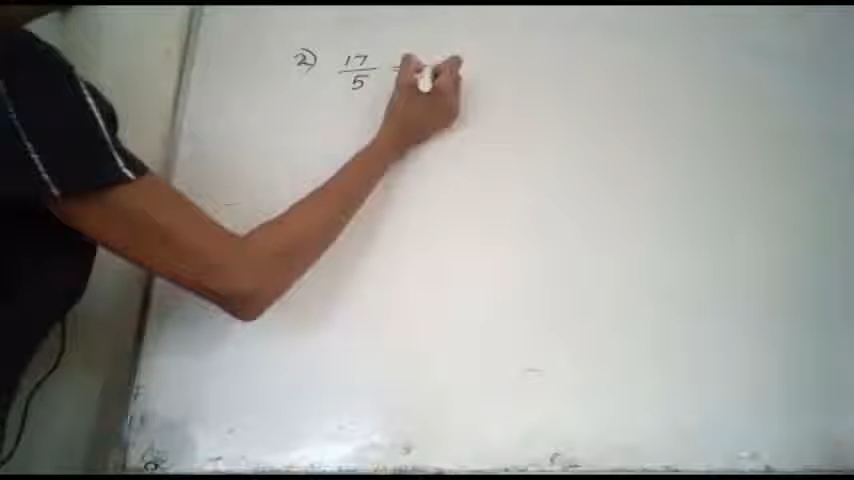 2) 17/5 =